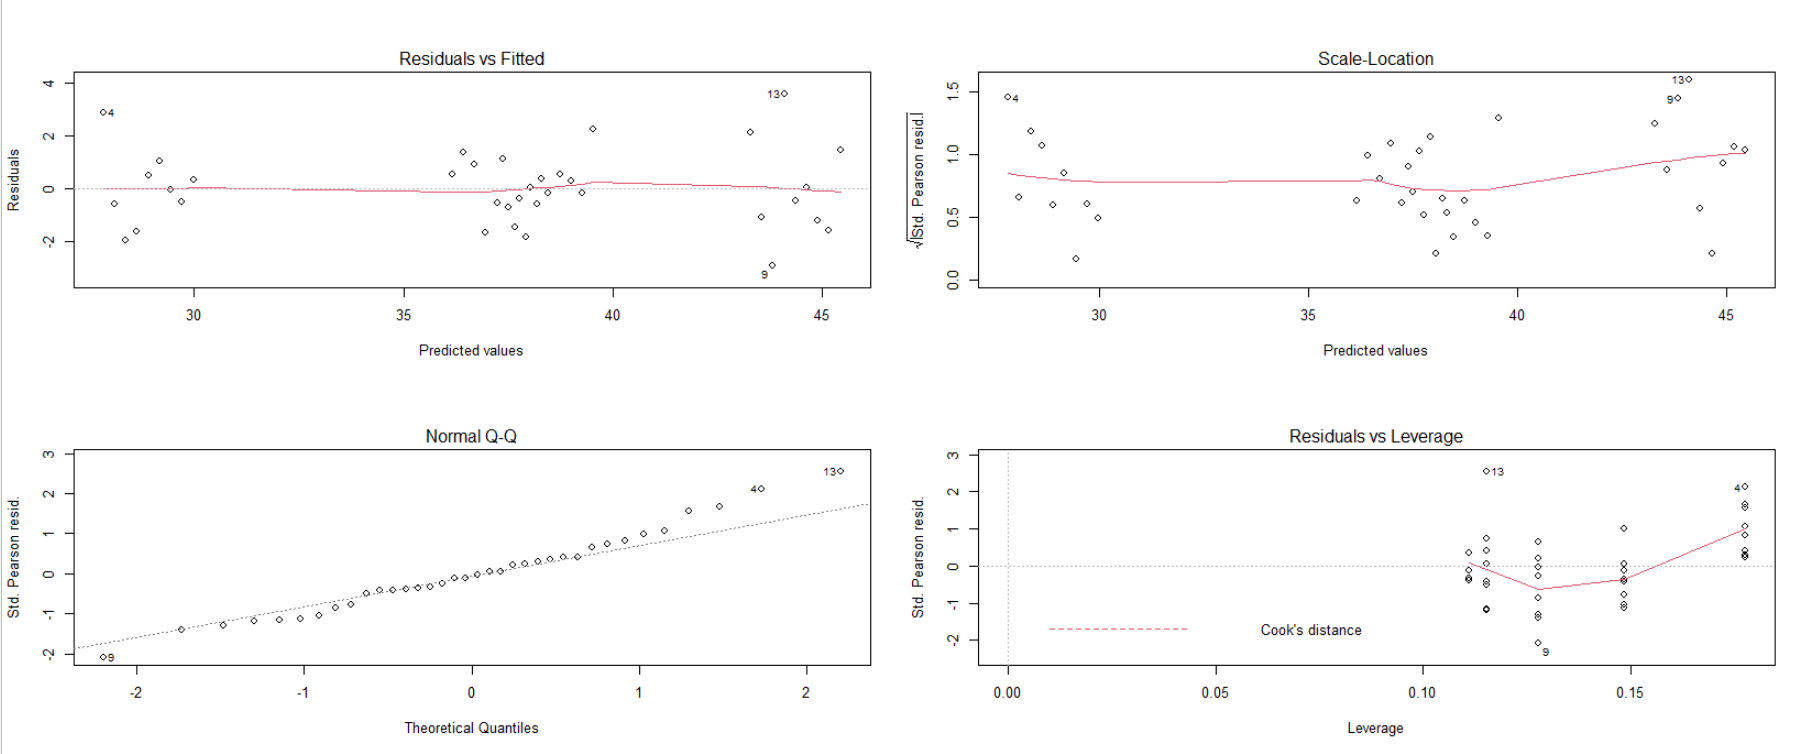 Residuals vs Fitted
Residuals
4
2
0
-2
4
13
9
30 35 40 45
Predicted values
Scale-Location
√|Std. Pearson resid.|
1.5
1.0
0.5
0.0
4
13
9
30 35 40 45
Predicted values
Normal Q-Q
Std. Pearson resid.
3
2
1
0
-1
-2
13
4
9
-2 -1 0 1 2
Theoretical Quantiles
Residuals vs Leverage
Std. Pearson resid.
3
2
1
0
-1
-2
13
4
Cook's distance
9
0.00 0.05 0.10 0.15
Leverage